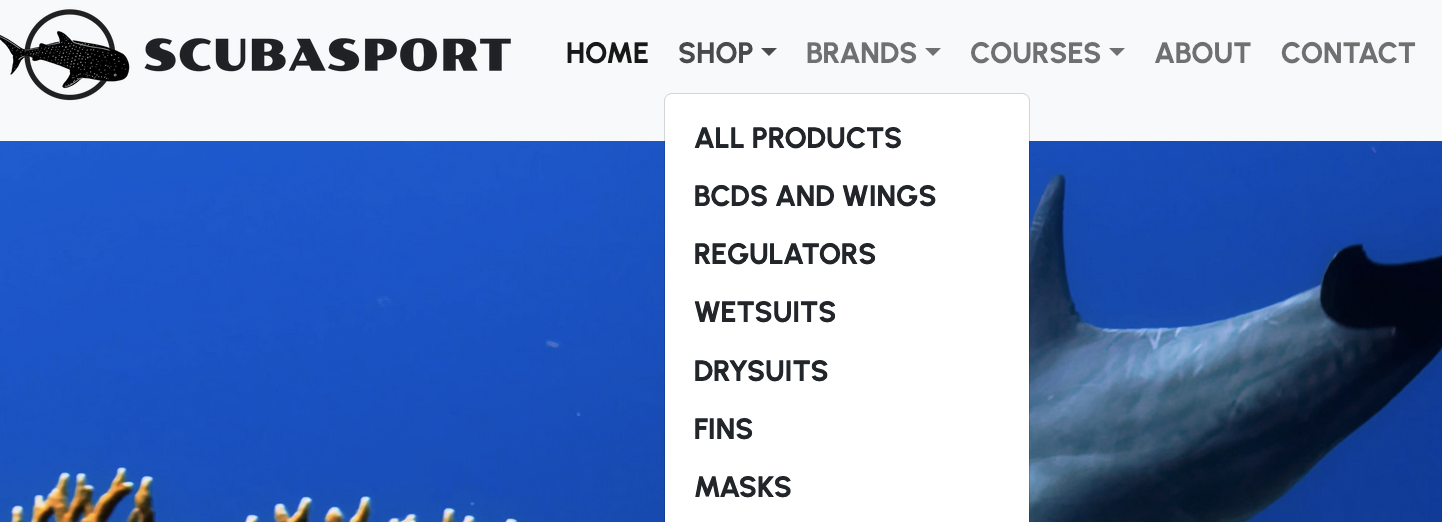 SCUBASPORT HOME SHOP BRANDS COURSES ABOUT CONTACT
ALL PRODUCTS
BCDS AND WINGS
REGULATORS
WETSUITS
DRYSUITS
FINS
MASKS